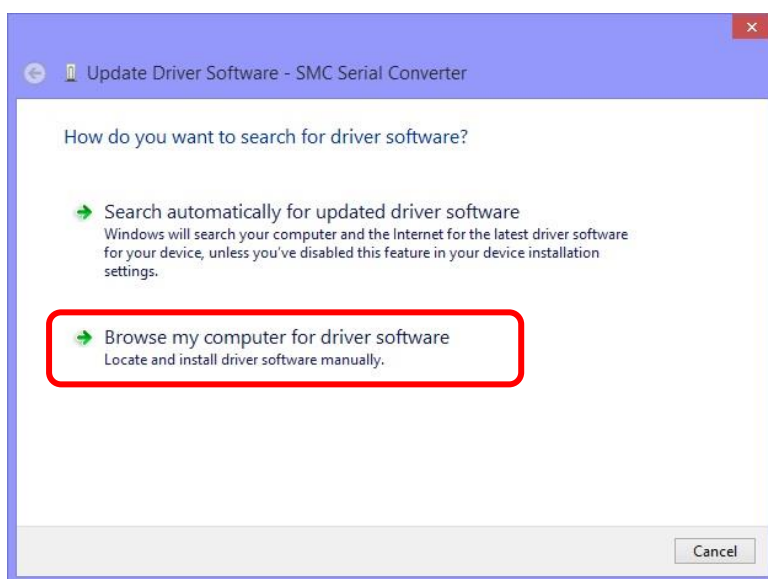 Update Driver Software - SMC Serial Converter
How do you want to search for driver software?
Search automatically for updated driver software
Windows will search your computer and the Internet for the latest driver software
for your device, unless you've disabled this feature in your device installation
settings.
Browse my computer for driver software
Locate and install driver software manually.
Cancel